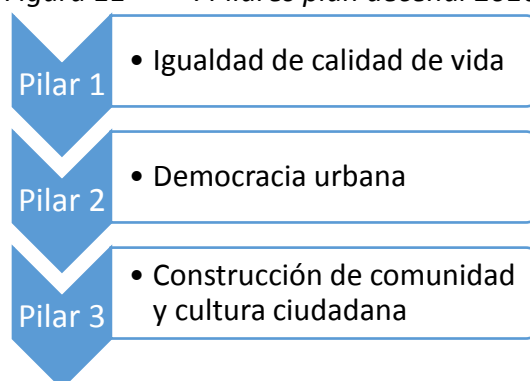 Pilar 1
• Igualdad de calidad de vida
Pilar 2
• Democracia urbana
Pilar 3
• Construcción de comunidad
y cultura ciudadana